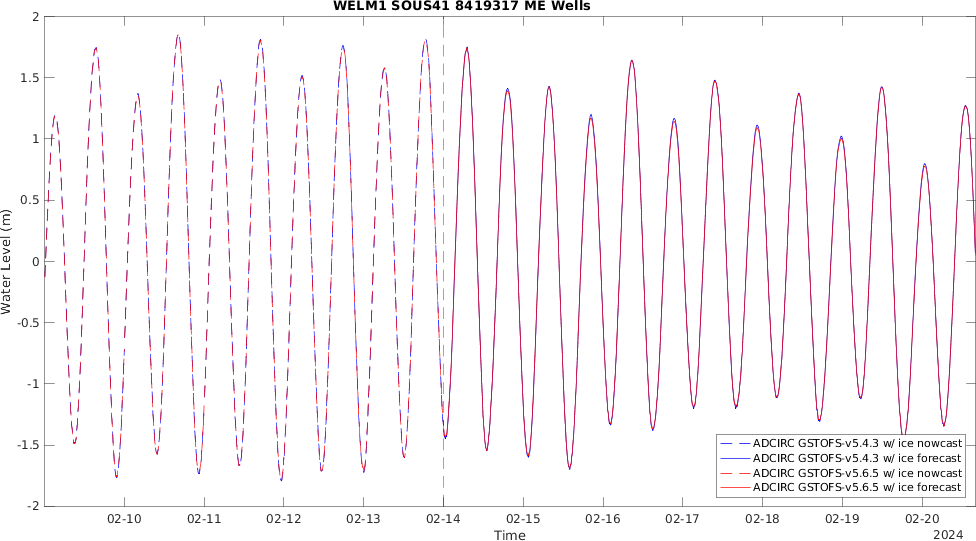 WELM1 SOUS41 8419317 ME Wells
2
1.5
1
0.5
0
-0.5
-1
-1.5
-2
Water Level (m)
ADCIRC GSTOFS-v5.4.3 w/ ice nowcast
ADCIRC GSTOFS-v5.4.3 w/ ice forecast
ADCIRC GSTOFS-v5.6.5 w/ ice nowcast
ADCIRC GSTOFS-v5.6.5 w/ ice forecast
02-10 02-11 02-12 02-13 02-14 02-15 02-16 02-17 02-18 02-19 02-20
Time
2024